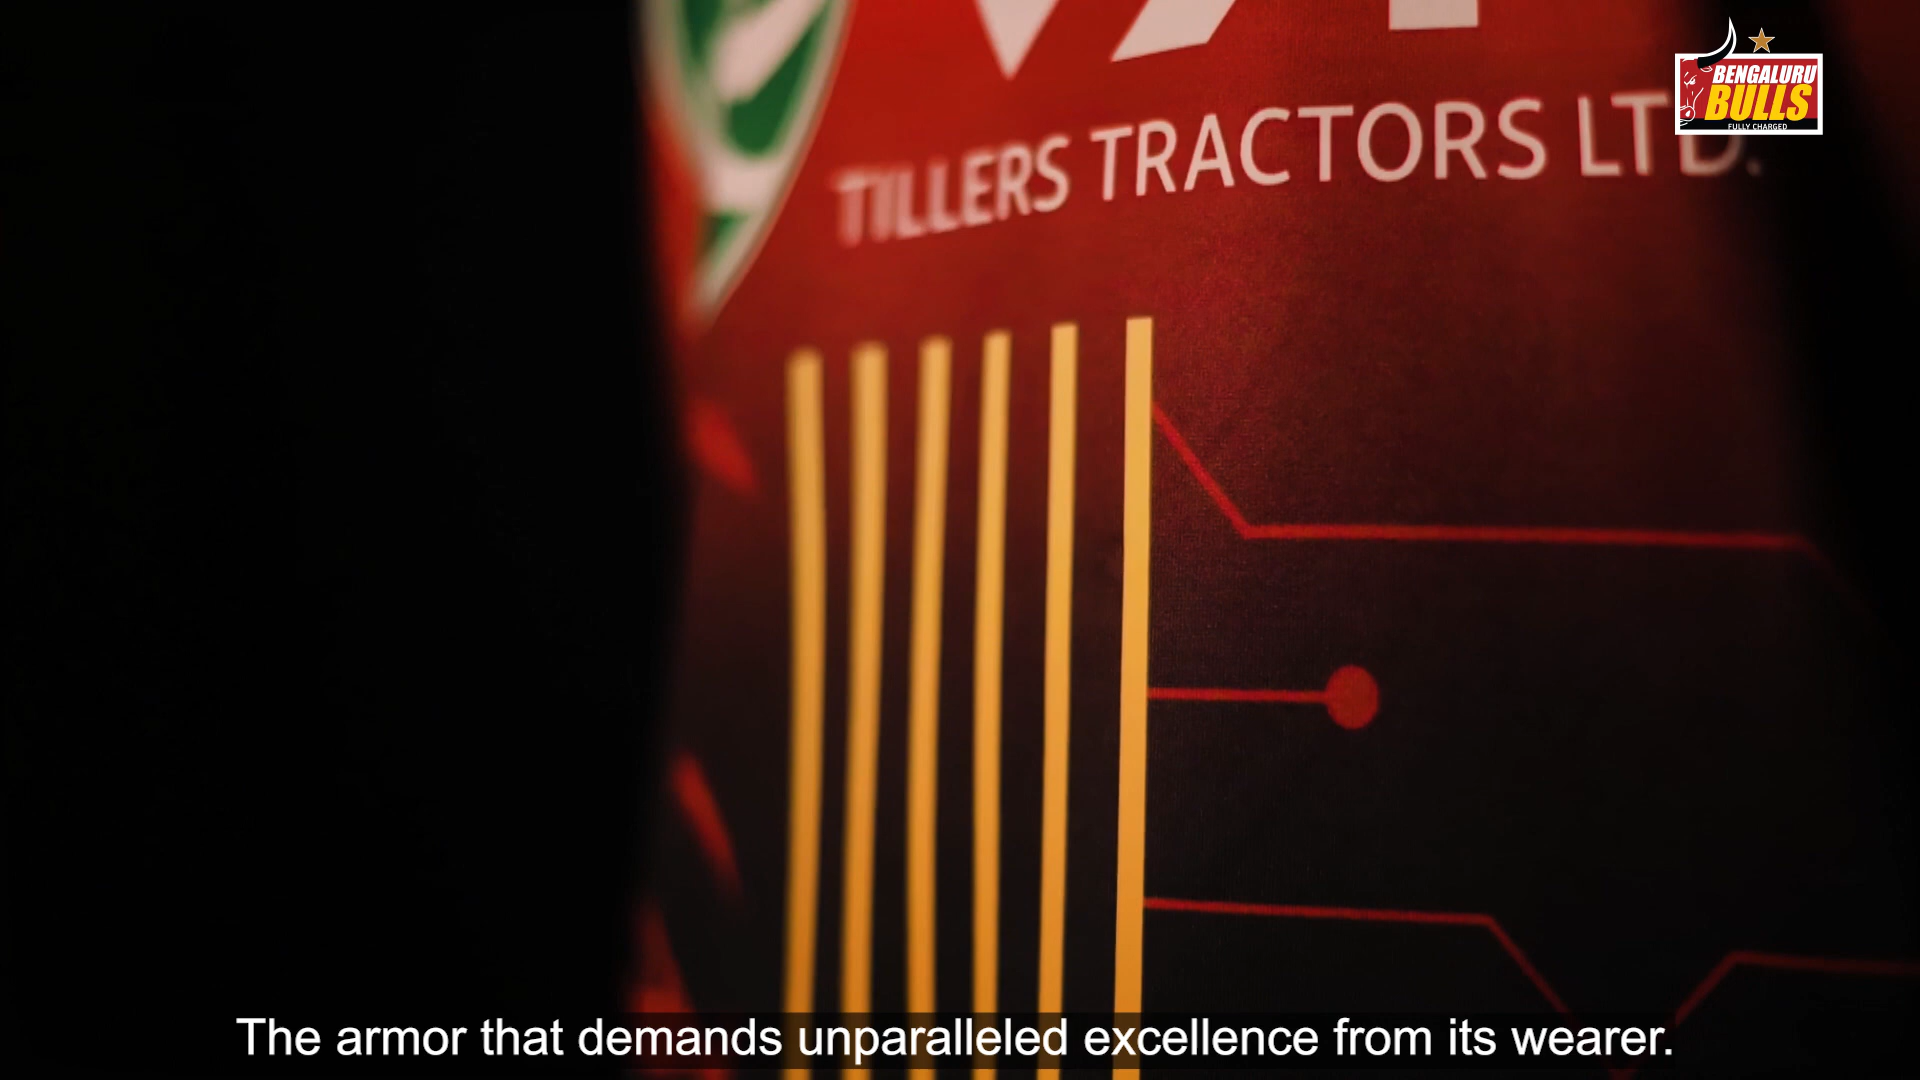 TILLERS TRACTORS LTD.
BENGALURU
BULLS
FULLY CHARGED
The armor that demands unparalleled excellence from its wearer.